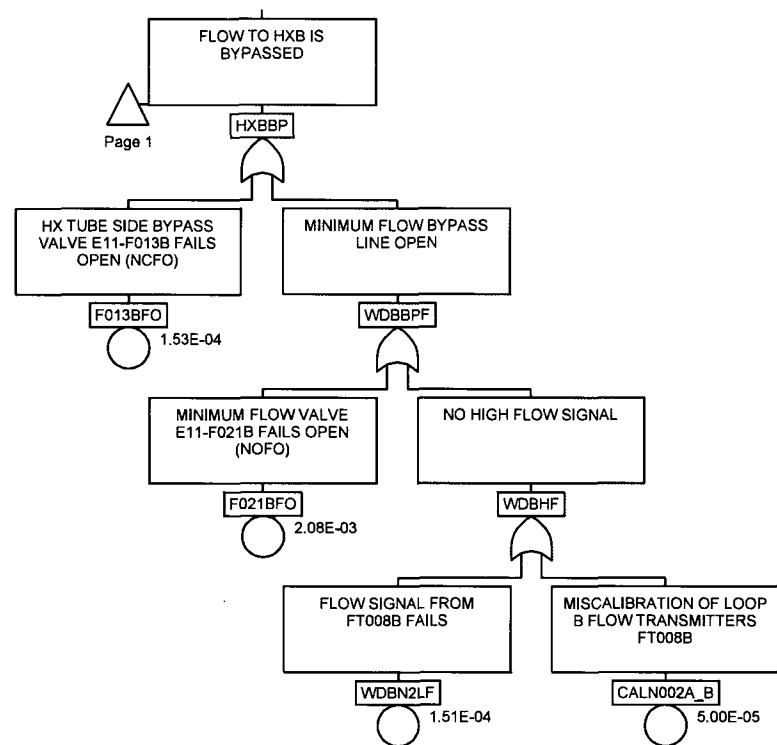 FLOW TO HXB IS
BYPASSED
Page 1
HXBBP
HX TUBE SIDE BYPASS
VALVE E11-F013B FAILS
OPEN (NCFO)
MINIMUM FLOW BYPASS
LINE OPEN
F013BFO
1.53E-04
WDBBPF
MINIMUM FLOW VALVE
E11-F021B FAILS OPEN
(NOFO)
NO HIGH FLOW SIGNAL
F021BFO
2.08E-03
WDBHF
FLOW SIGNAL FROM
FT008B FAILS
MISCALIBRATION OF LOOP
B FLOW TRANSMITTERS
FT008B
WDBN2LF
1.51E-04
CALN002A_B
5.00E-05